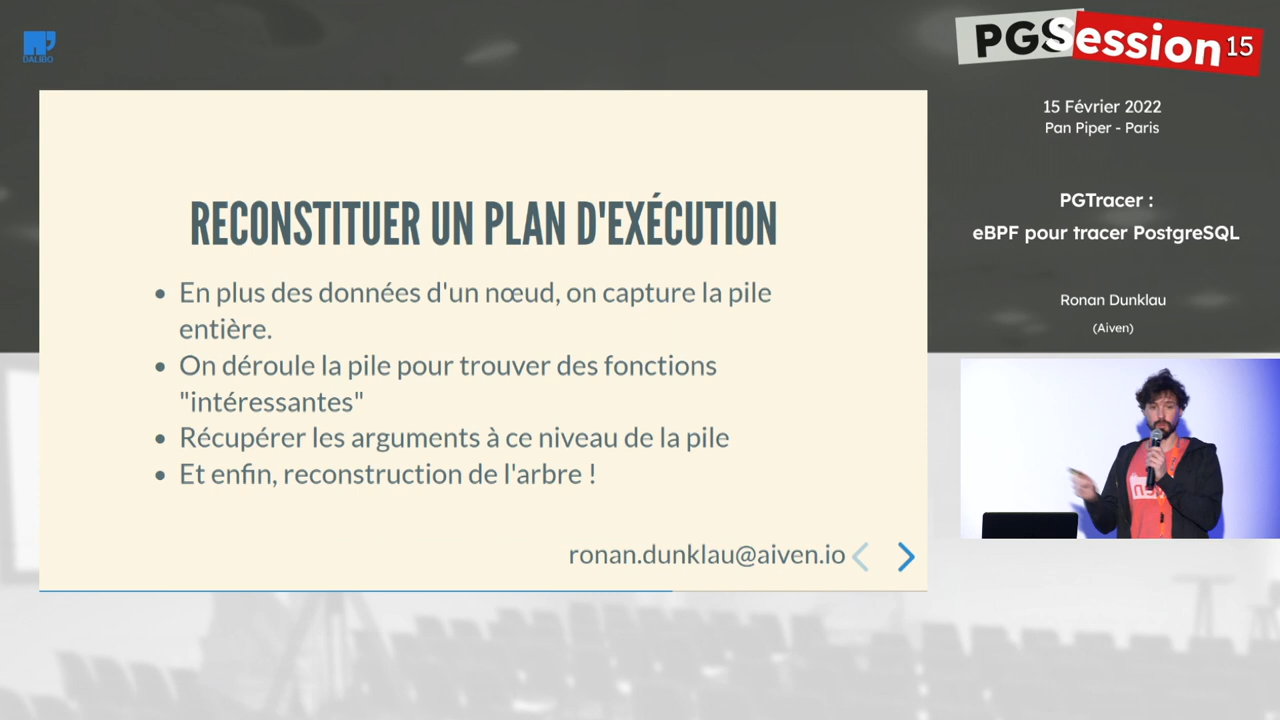 DALIBO
PGSession 15
15 Février 2022
Pan Piper - Paris
PGTracer :
eBPF pour tracer PostgreSQL
Ronan Dunklau
(Aiven)
RECONSTITUER UN PLAN D'EXÉCUTION
• En plus des données d'un nœud, on capture la pile
entière.
• On déroule la pile pour trouver des fonctions
"intéressantes"
• Récupérer les arguments à ce niveau de la pile
• Et enfin, reconstruction de l'arbre !
ronan.dunklau@aiven.io